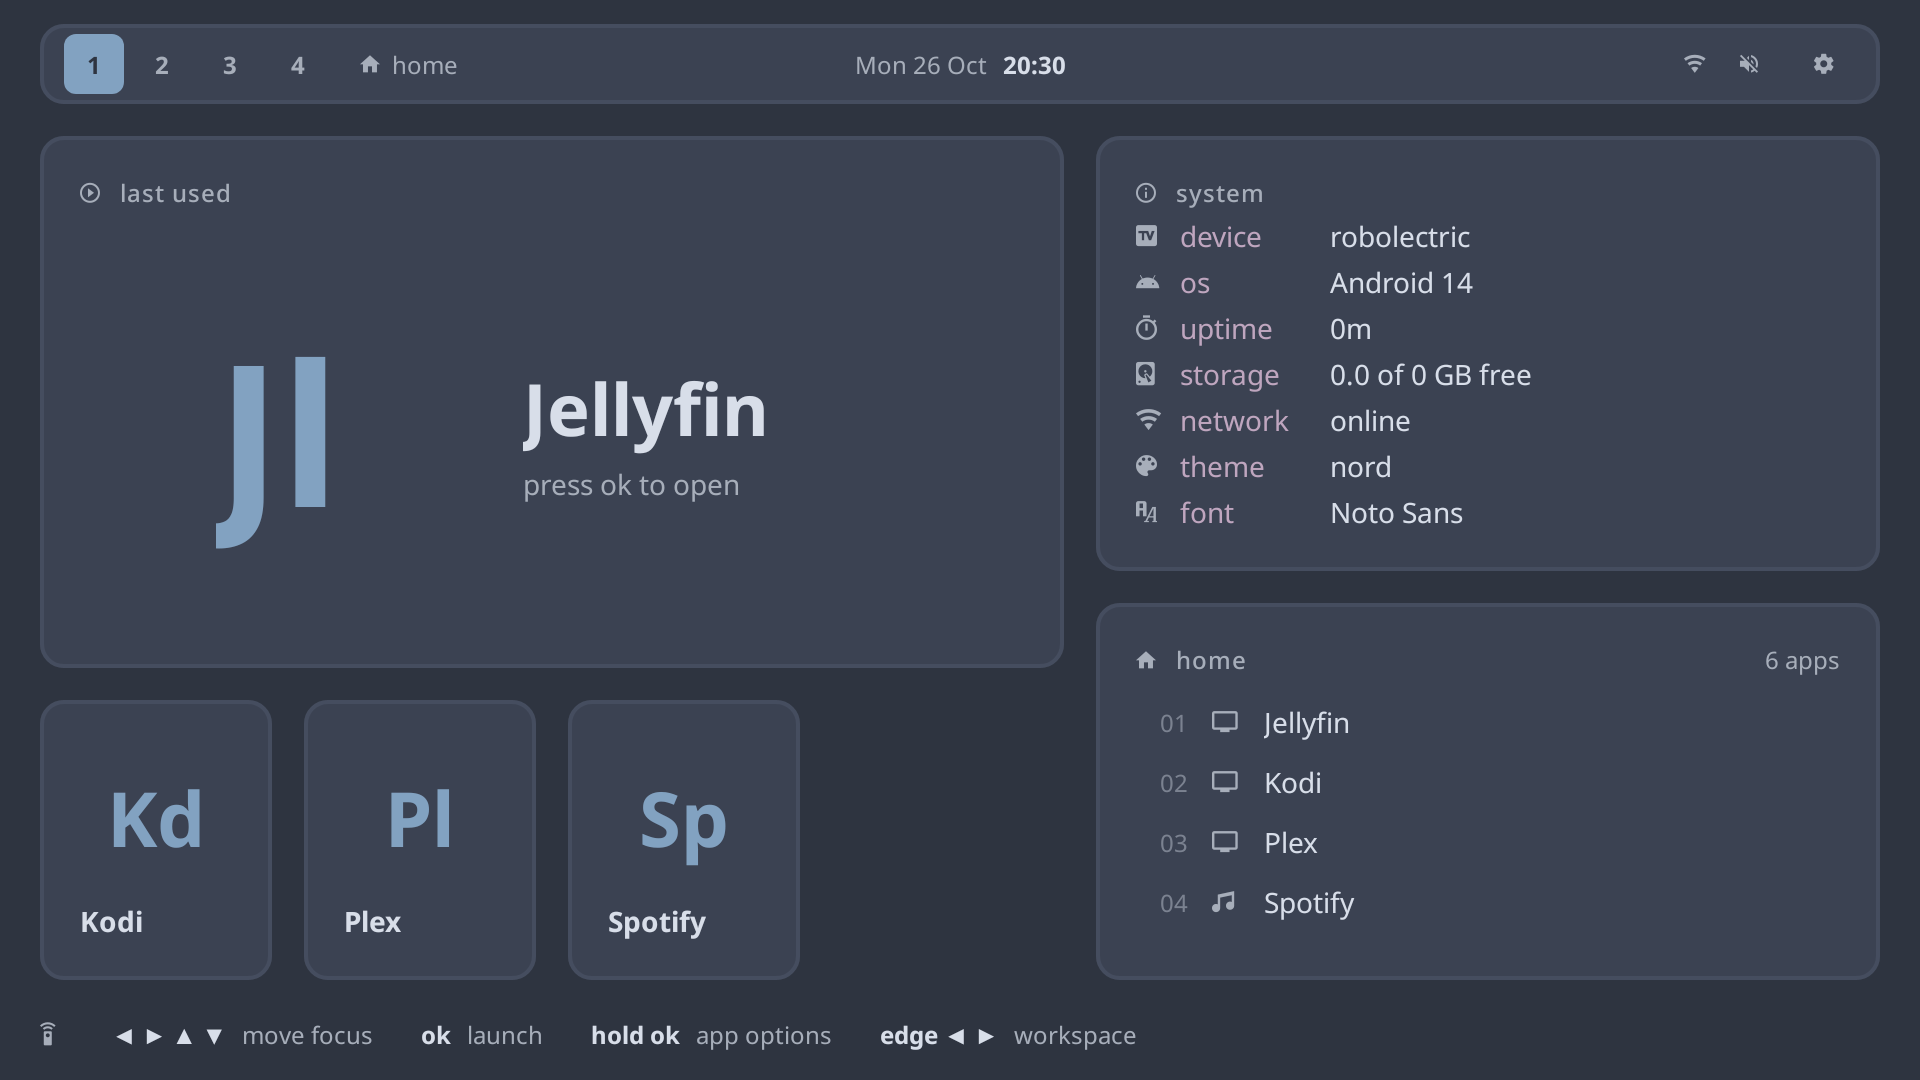 1 2 3 4 home
Mon 26 Oct 20:30
last used
Jl
Jellyfin
press ok to open
Kd
Kodi
Pl
Plex
Sp
Spotify
system
device robolectric
os Android 14
uptime 0m
storage 0.0 of 0 GB free
network online
theme nord
font Noto Sans
home 6 apps
01 Jellyfin
02 Kodi
03 Plex
04 Spotify
◀ ▶ ▲ ▼ move focus ok launch hold ok app options edge ◀ ▶ workspace